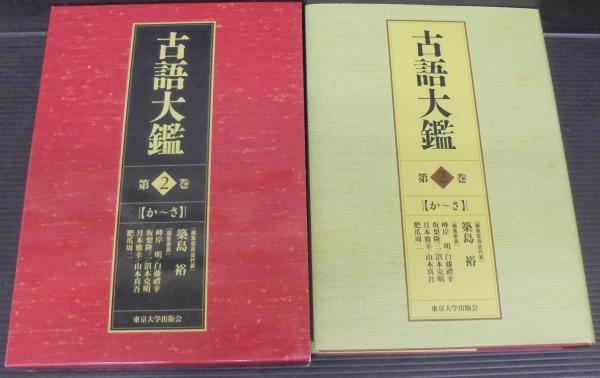 古語大鑑
第2巻
【か〜さ】
[編集委員会代表]
築島 裕
[編集委員]
峰岸 明/白藤禮幸
坂梨隆三/沼本克明
月本雅幸/山本真吾
肥爪周二
東京大学出版会
古語大鑑
第2巻
【か〜さ】
[編集委員会代表]
築島 裕
[編集委員]
峰岸 明/白藤禮幸
坂梨隆三/沼本克明
月本雅幸/山本真吾
肥爪周二
東京大学出版会